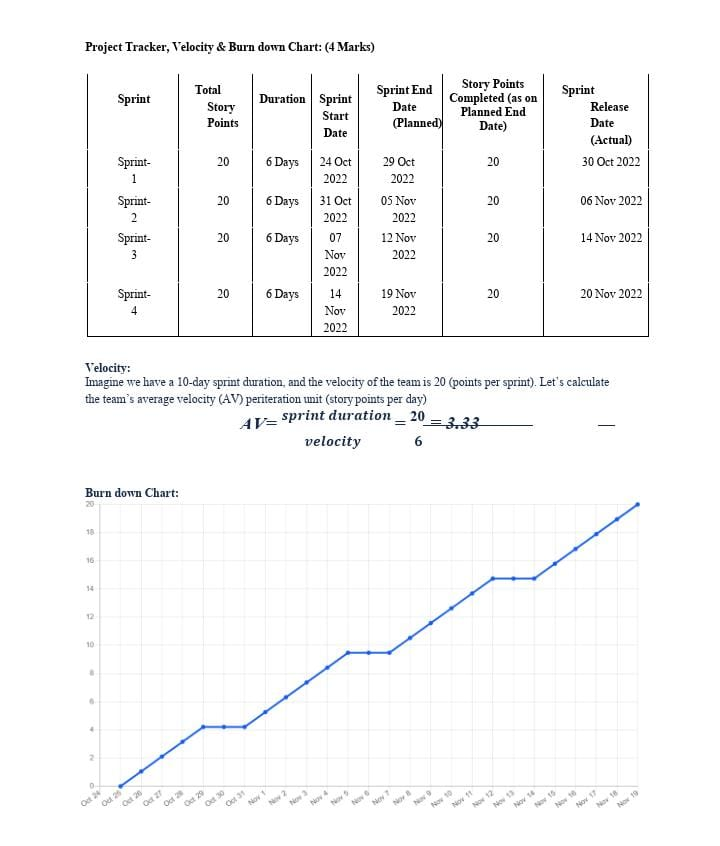 Project Tracker, Velocity & Burn down Chart: (4 Marks)
Sprint Total Story Points Duration Sprint Start Date Sprint End Date (Planned) Story Points Completed (as on Planned End Date) Sprint Release Date (Actual)
Sprint-1 20 6 Days 24 Oct 2022 29 Oct 2022 20 30 Oct 2022
Sprint-2 20 6 Days 31 Oct 2022 05 Nov 2022 20 06 Nov 2022
Sprint-3 20 6 Days 07 Nov 2022 12 Nov 2022 20 14 Nov 2022
Sprint-4 20 6 Days 14 Nov 2022 19 Nov 2022 20 20 Nov 2022
Velocity:
Imagine we have a 10-day sprint duration, and the velocity of the team is 20 (points per sprint). Let's calculate
the team's average velocity (AV) periteration unit (story points per day)
AV= sprint duration = 20 = 3.33
velocity 6
Burn down Chart:
20
18
16
14
12
10
8
6
4
2
0
Oct 24 Oct 25 Oct 26 Oct 27 Oct 28 Oct 29 Oct 30 Oct 31 Nov 1 Nov 2 Nov 3 Nov 4 Nov 5 Nov 6 Nov 7 Nov 8 Nov 9 Nov 10 Nov 11 Nov 12 Nov 13 Nov 14 Nov 15 Nov 16 Nov 17 Nov 18 Nov 19